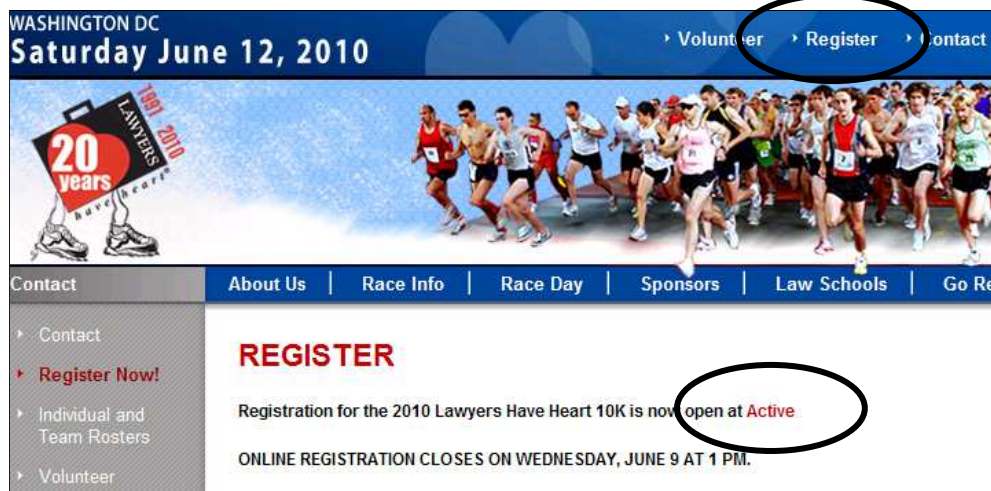 WASHINGTON DC
Saturday June 12, 2010
Volunteer
Register
Contact
1991 2010
20
years
LAWYERS
have heart®
Contact
About Us
Race Info
Race Day
Sponsors
Law Schools
Go Re
Contact
Register Now!
Individual and
Team Rosters
Volunteer
REGISTER
Registration for the 2010 Lawyers Have Heart 10K is now open at Active
ONLINE REGISTRATION CLOSES ON WEDNESDAY, JUNE 9 AT 1 PM.